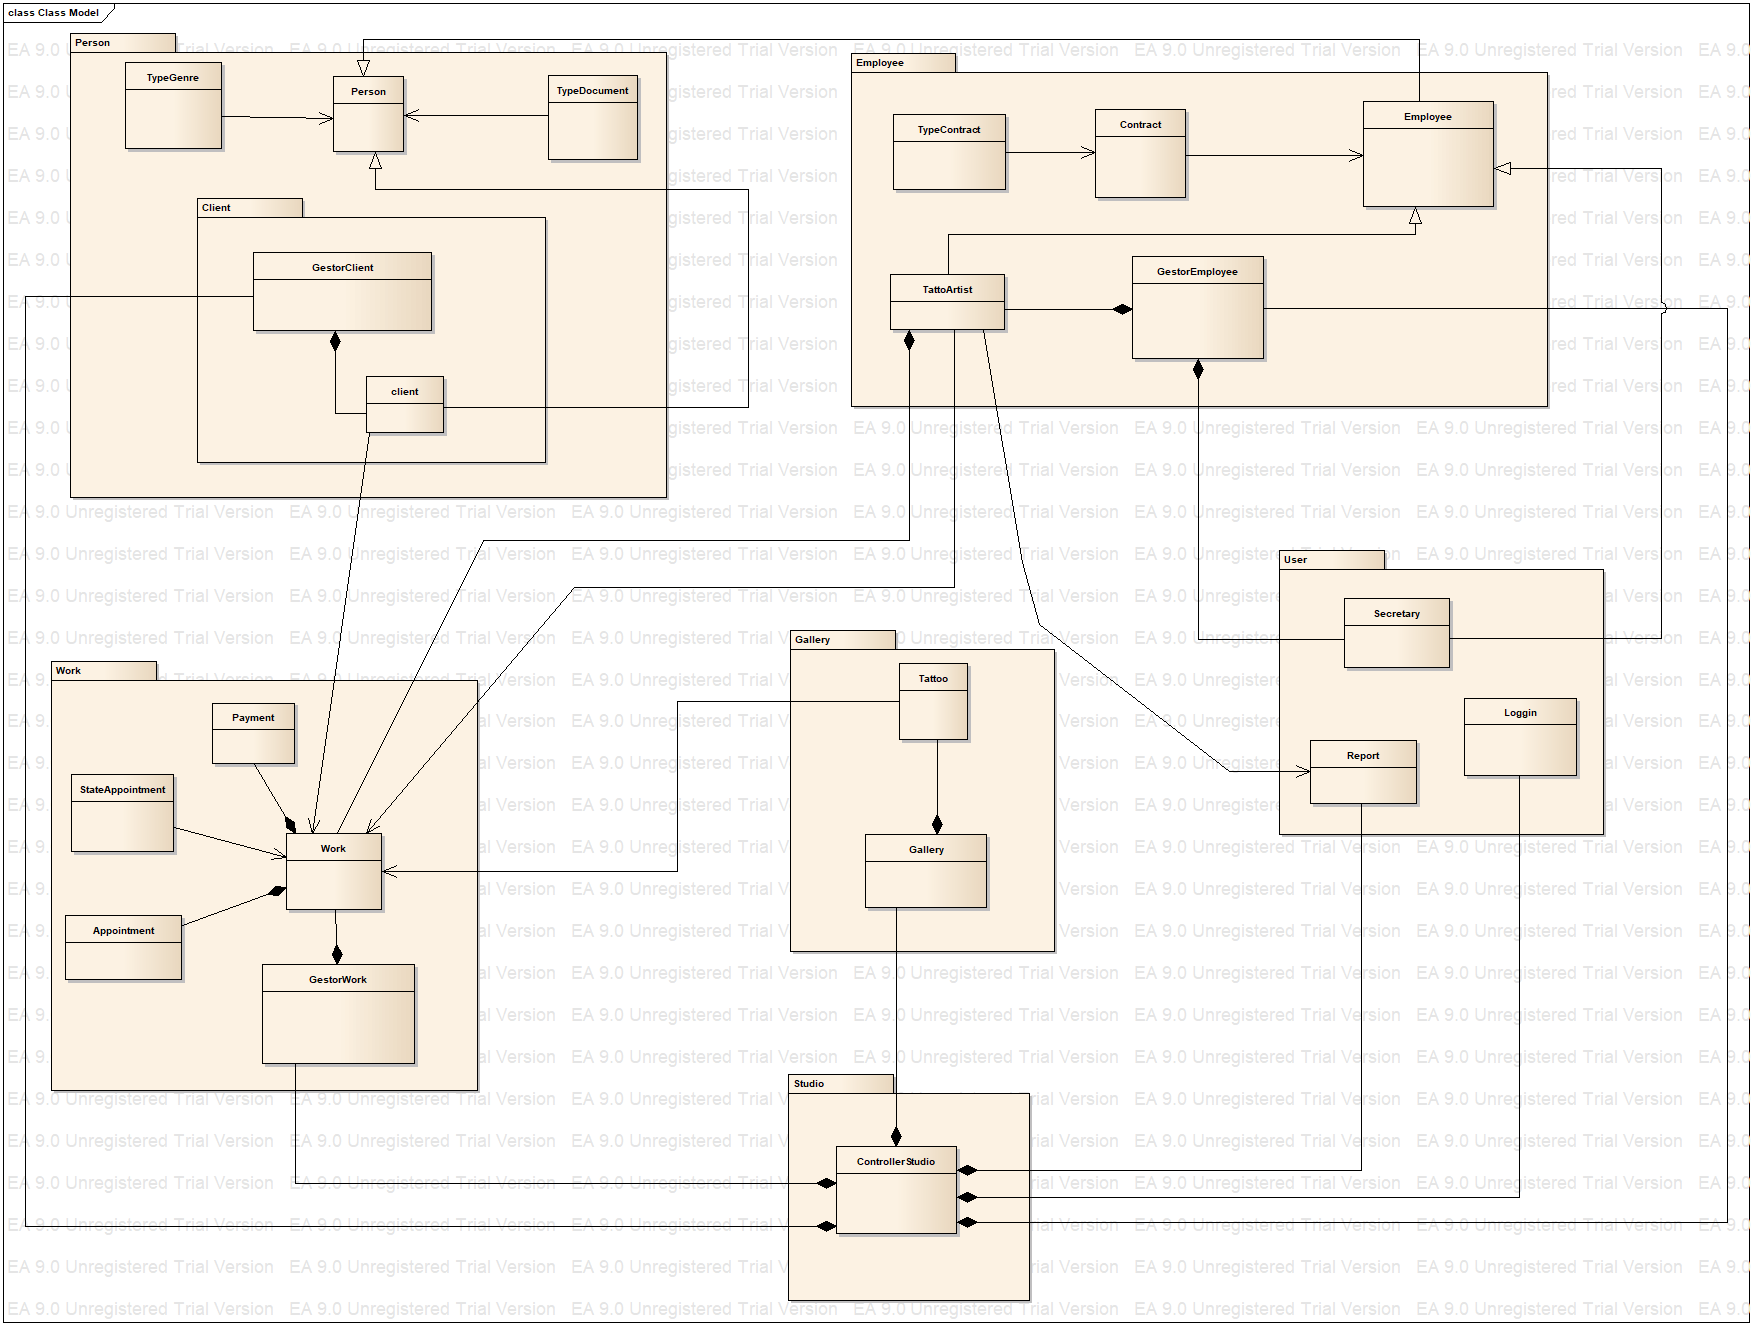 class Class Model
Person
TypeGenre
Person
TypeDocument
Client
GestorClient
client
Employee
TypeContract
Contract
Employee
TattoArtist
GestorEmployee
User
Secretary
Loggin
Report
Gallery
Tattoo
Gallery
Work
Payment
StateAppointment
Work
Appointment
GestorWork
Studio
ControllerStudio
EA 9.0 Unregistered Trial Version